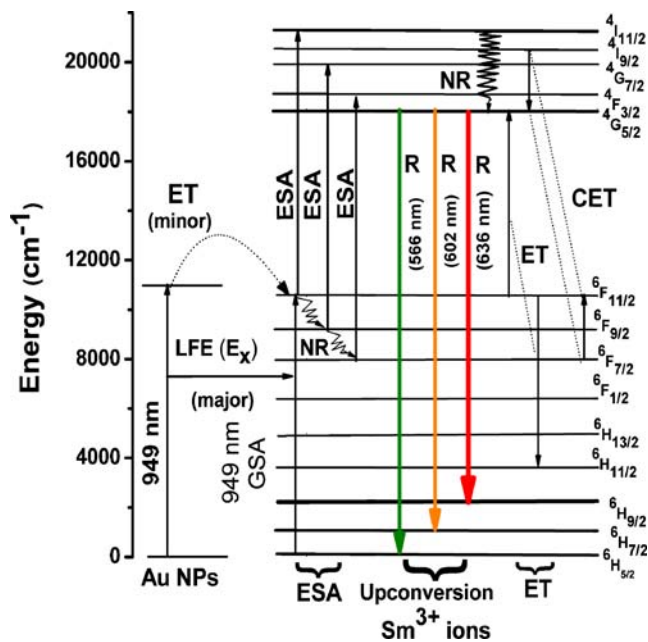 Energy (cm⁻¹)
20000
16000
12000
8000
4000
0
ET
(minor)
LFE (Eₓ)
(major)
949 nm
Au NPs
949 nm
GSA
ESA
ESA
ESA
NR
NR
R
(566 nm)
R
(602 nm)
R
(636 nm)
ET
CET
⁴I₁₁/₂
⁴I₉/₂
⁴G₇/₂
⁴F₃/₂
⁴G₅/₂
⁶F₁₁/₂
⁶F₉/₂
⁶F₇/₂
⁶F₁/₂
⁶H₁₃/₂
⁶H₁₁/₂
⁶H₉/₂
⁶H₇/₂
⁶H₅/₂
ESA
Upconversion
ET
Sm³⁺ ions